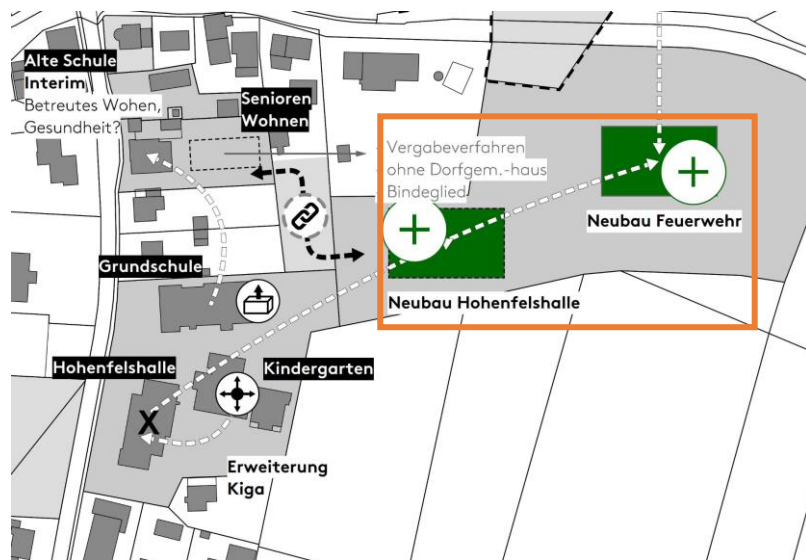 Alte Schule
Interim
Betreutes Wohnen,
Gesundheit?
Senioren
Wohnen
Vergabeverfahren
ohne Dorfgem.-haus
Bindeglied
Neubau Feuerwehr
Grundschule
Neubau Hohenfelshalle
Hohenfelshalle
Kindergarten
X
Erweiterung
Kiga